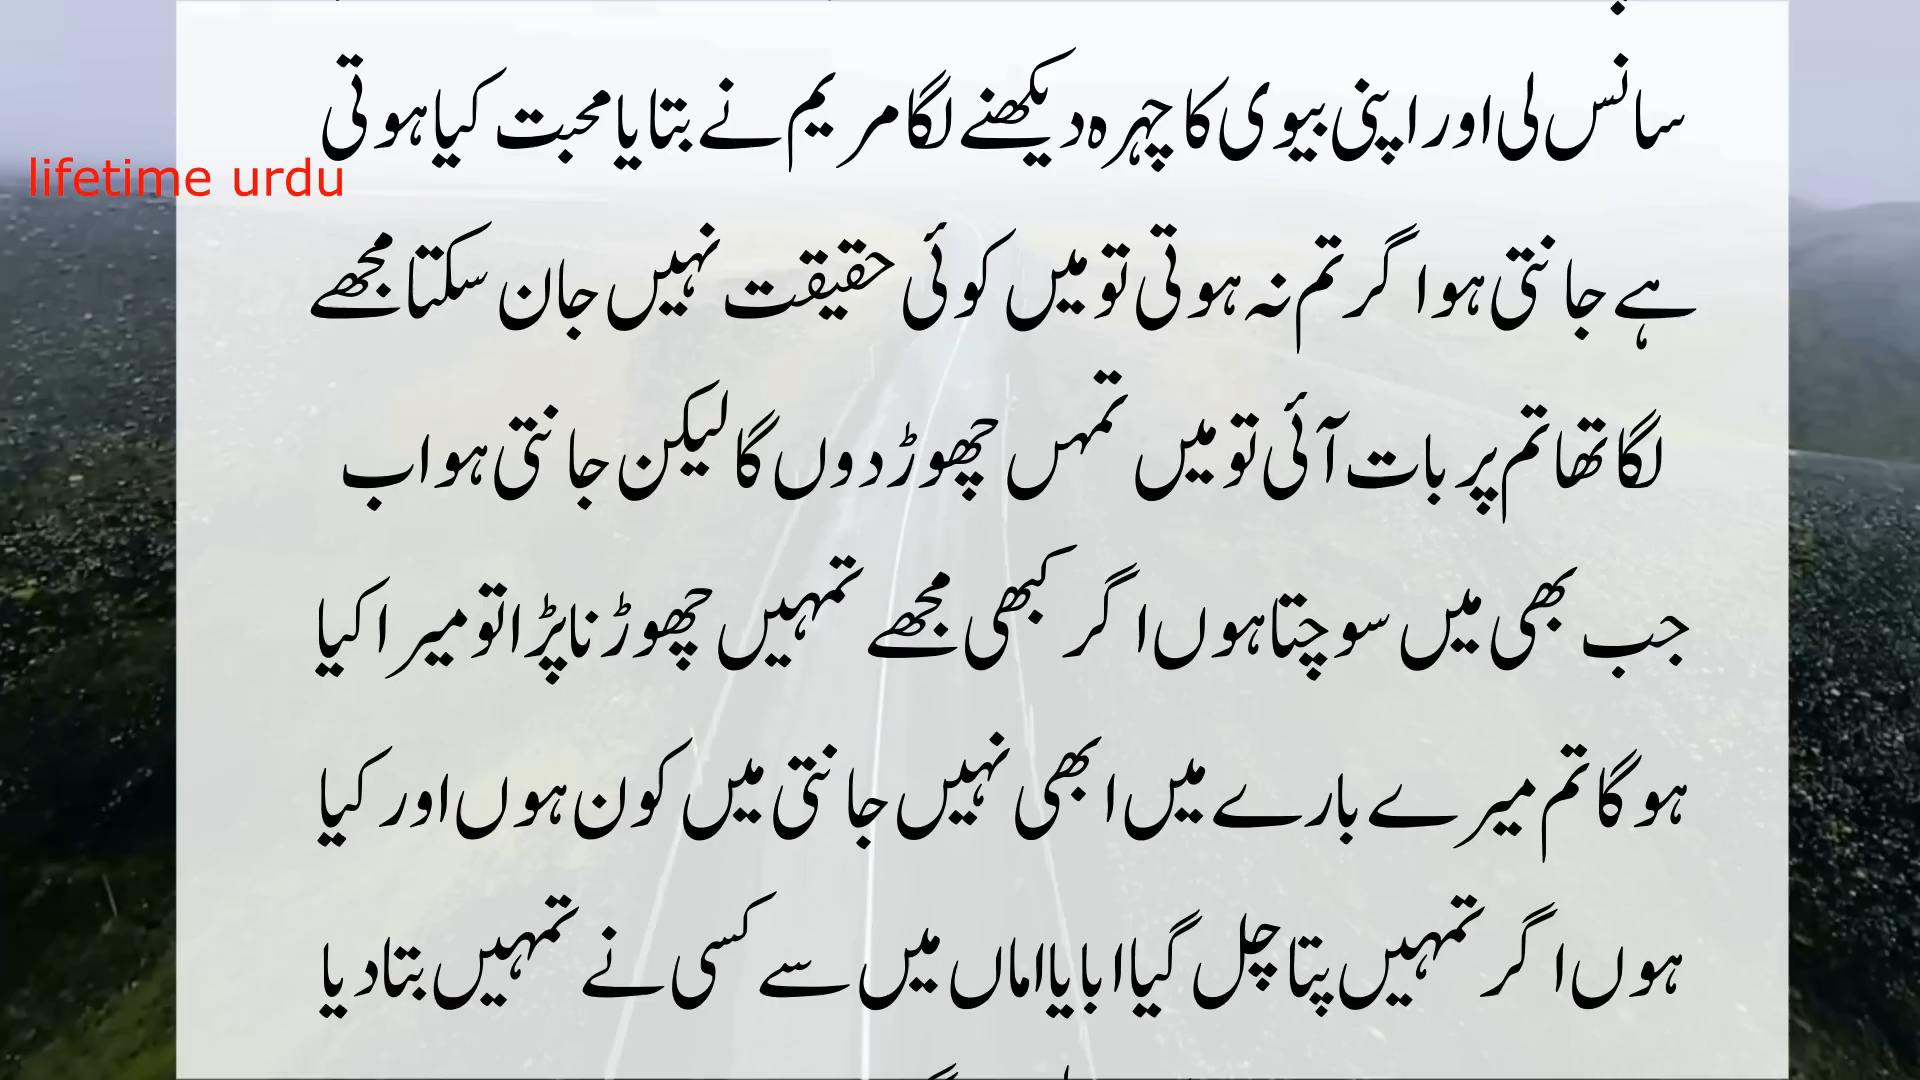 سانس لی اور اپنی بیوی کا چہرہ دیکھنے لگا مریم نے بتایا محبت کیا ہوتی
lifetime urdu
ہے جانتی ہو اگر تم نہ ہوتی تو میں کوئی حقیقت نہیں جان سکتا مجھے
لگا تھا تم پر بات آئی تو میں تمہں چھوڑ دوں گا لیکن جانتی ہو اب
جب بھی میں سوچتا ہوں اگر کبھی مجھے تمہیں چھوڑنا پڑا تو میرا کیا
ہو گا تم میرے بارے میں ابھی نہیں جانتی میں کون ہوں اور کیا
ہوں اگر تمہیں پتا چل گیا ابا یا اماں میں سے کسی نے تمہیں بتا دیا